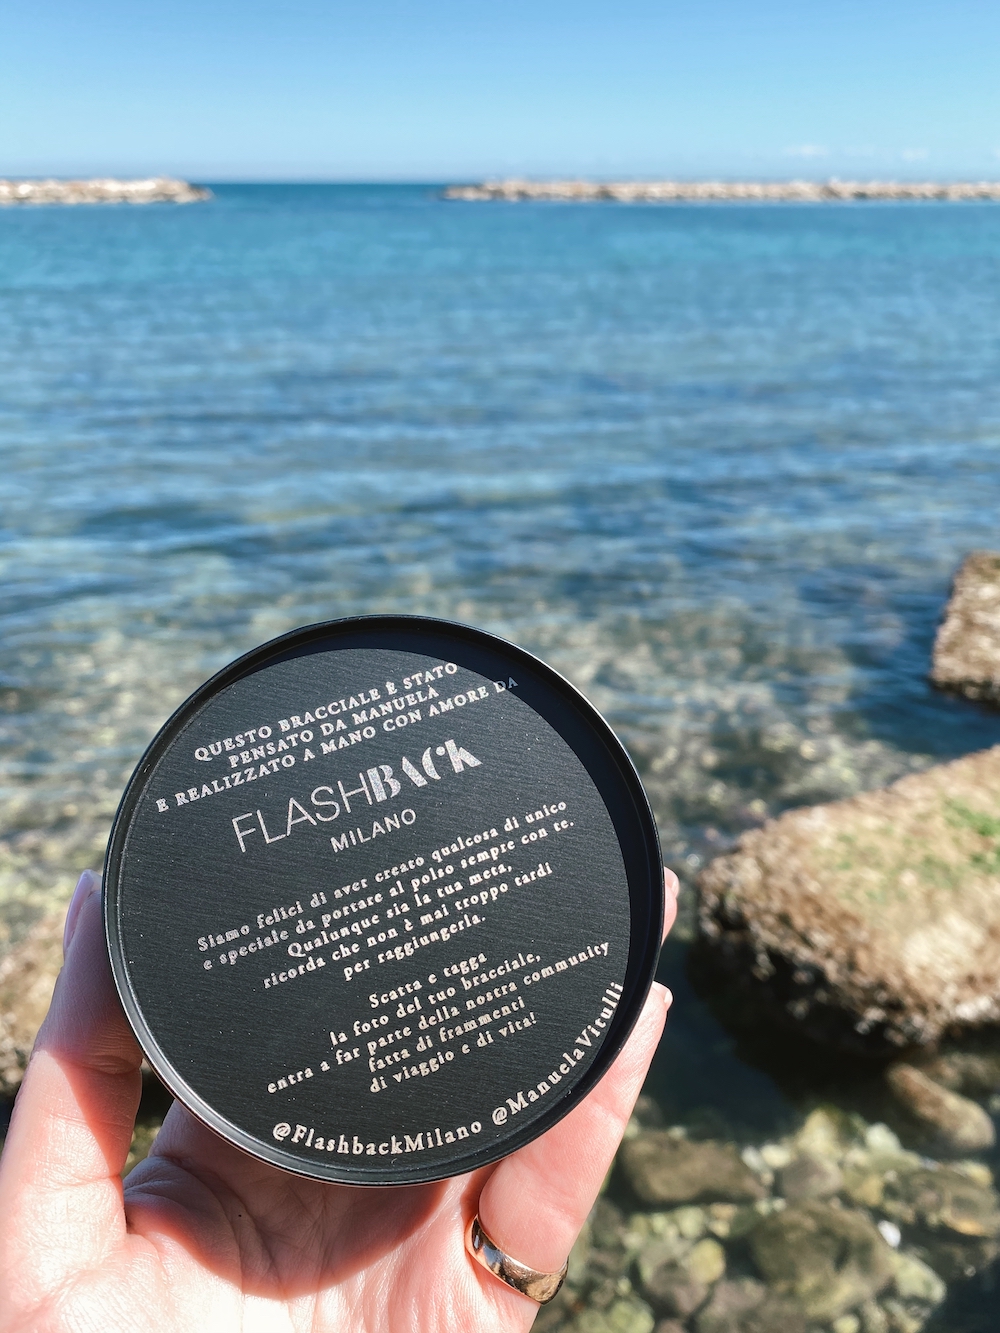 QUESTO BRACCIALE È STATO
PENSATO DA MANUELA
E REALIZZATO A MANO CON AMORE DA
FLASHBACK
MILANO
Siamo felici di aver creato qualcosa di unico
e speciale da portare al polso sempre con te.
Qualunque sia la tua meta,
ricorda che non è mai troppo tardi
per raggiungerla.
Scatta e tagga
la foto del tuo bracciale,
entra a far parte della nostra community
fatta di frammenti
di viaggio e di vita!
@FlashbackMilano @ManuelaVitulli